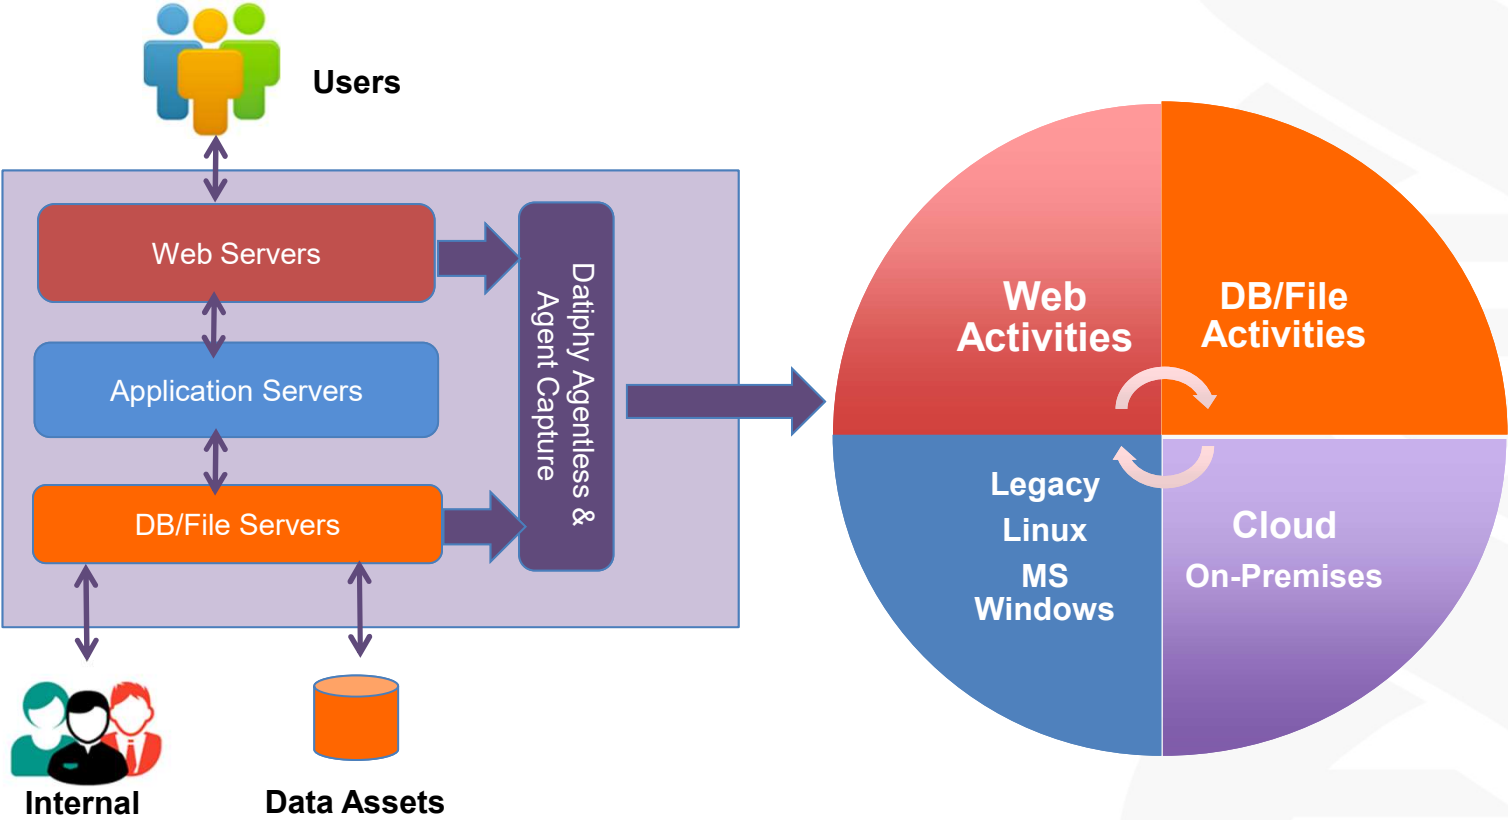 Users
Web Servers
Application Servers
DB/File Servers
Datiphy Agentless &
Agent Capture
Internal
Data Assets
Web
Activities
DB/File
Activities
Legacy
Linux
MS
Windows
Cloud
On-Premises